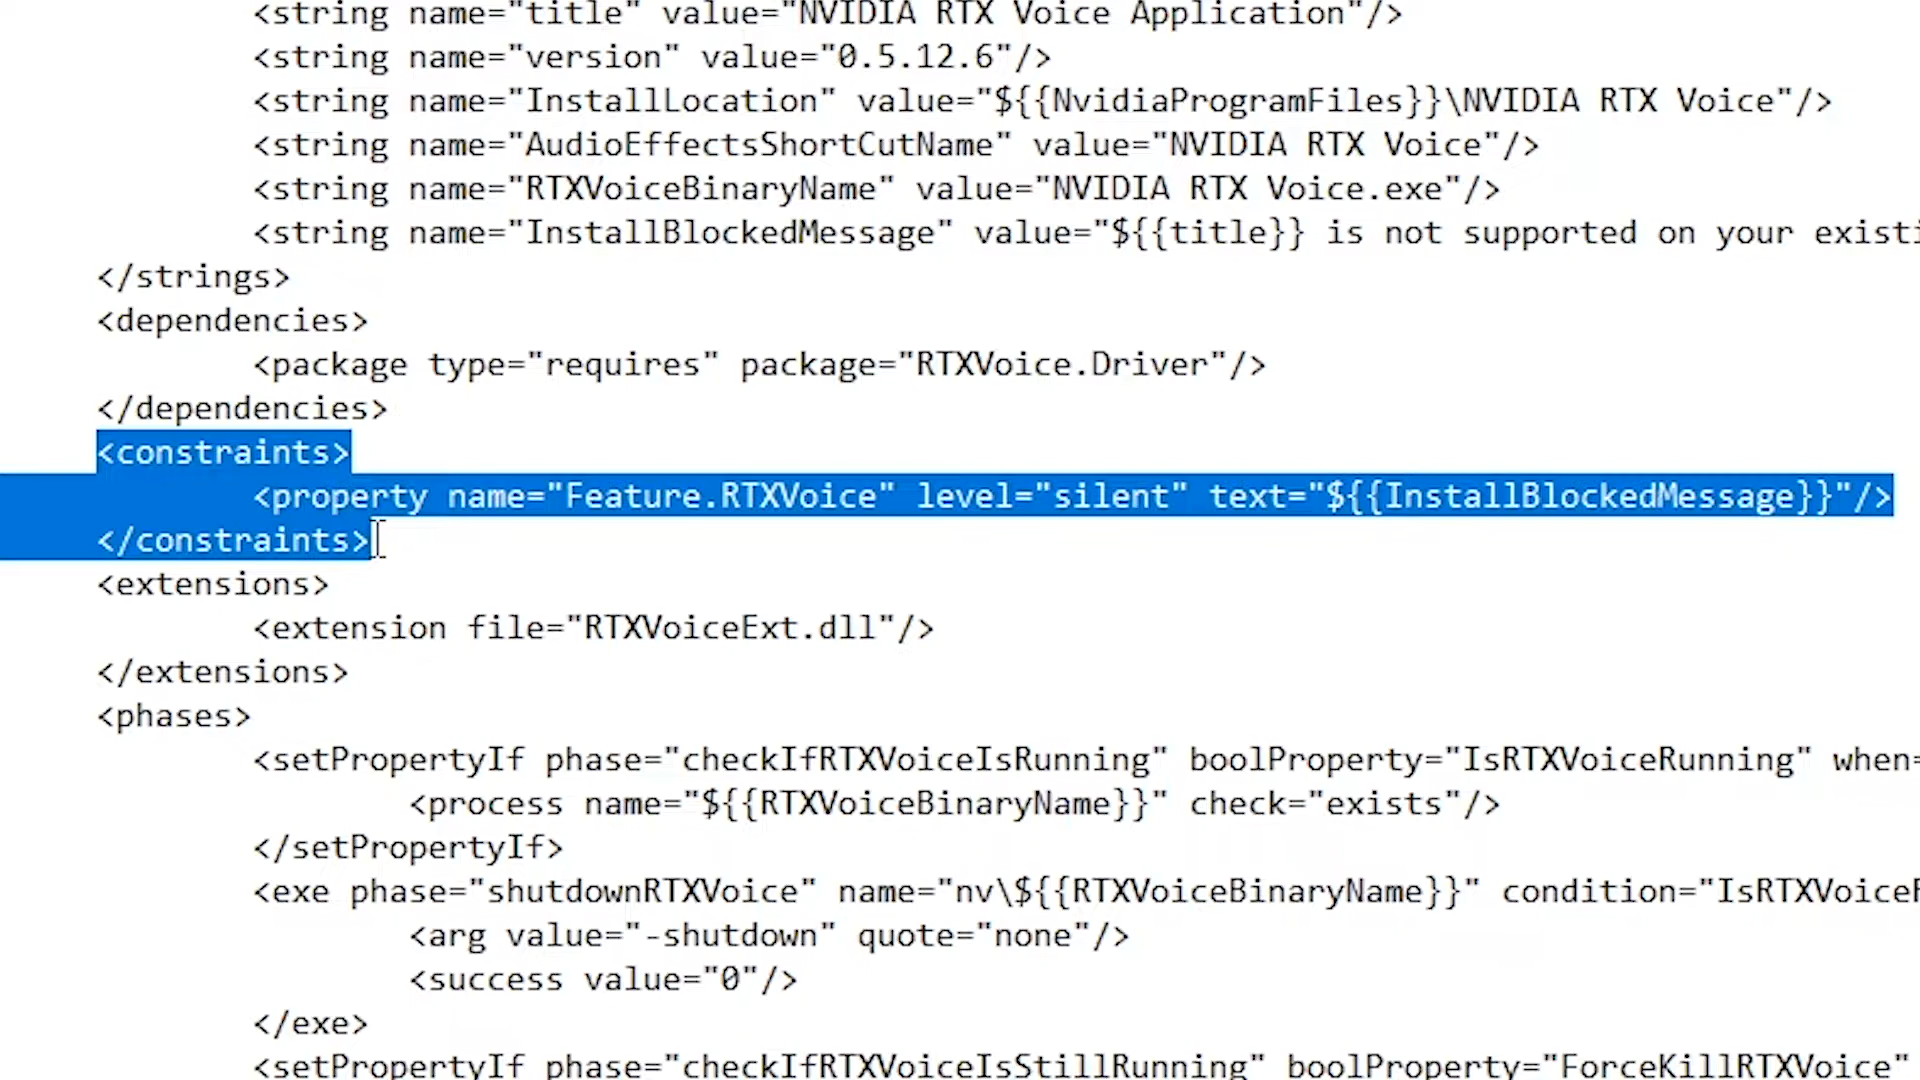 <string name="title" value="NVIDIA RTX Voice Application"/>
<string name="version" value="0.5.12.6"/>
<string name="InstallLocation" value="${{NvidiaProgramFiles}}\NVIDIA RTX Voice"/>
<string name="AudioEffectsShortCutName" value="NVIDIA RTX Voice"/>
<string name="RTXVoiceBinaryName" value="NVIDIA RTX Voice.exe"/>
<string name="InstallBlockedMessage" value="${{title}} is not supported on your existi
</strings>
<dependencies>
<package type="requires" package="RTXVoice.Driver"/>
</dependencies>
<constraints>
<property name="Feature.RTXVoice" level="silent" text="${{InstallBlockedMessage}}"/>
</constraints>
<extensions>
<extension file="RTXVoiceExt.dll"/>
</extensions>
<phases>
<setPropertyIf phase="checkIfRTXVoiceIsRunning" boolProperty="IsRTXVoiceRunning" when=
<process name="${{RTXVoiceBinaryName}}" check="exists"/>
</setPropertyIf>
<exe phase="shutdownRTXVoice" name="nv\${{RTXVoiceBinaryName}}" condition="IsRTXVoice
<arg value="-shutdown" quote="none"/>
<success value="0"/>
</exe>
<setPropertyIf phase="checkIfRTXVoiceIsStillRunning" boolProperty="ForceKillRTXVoice"